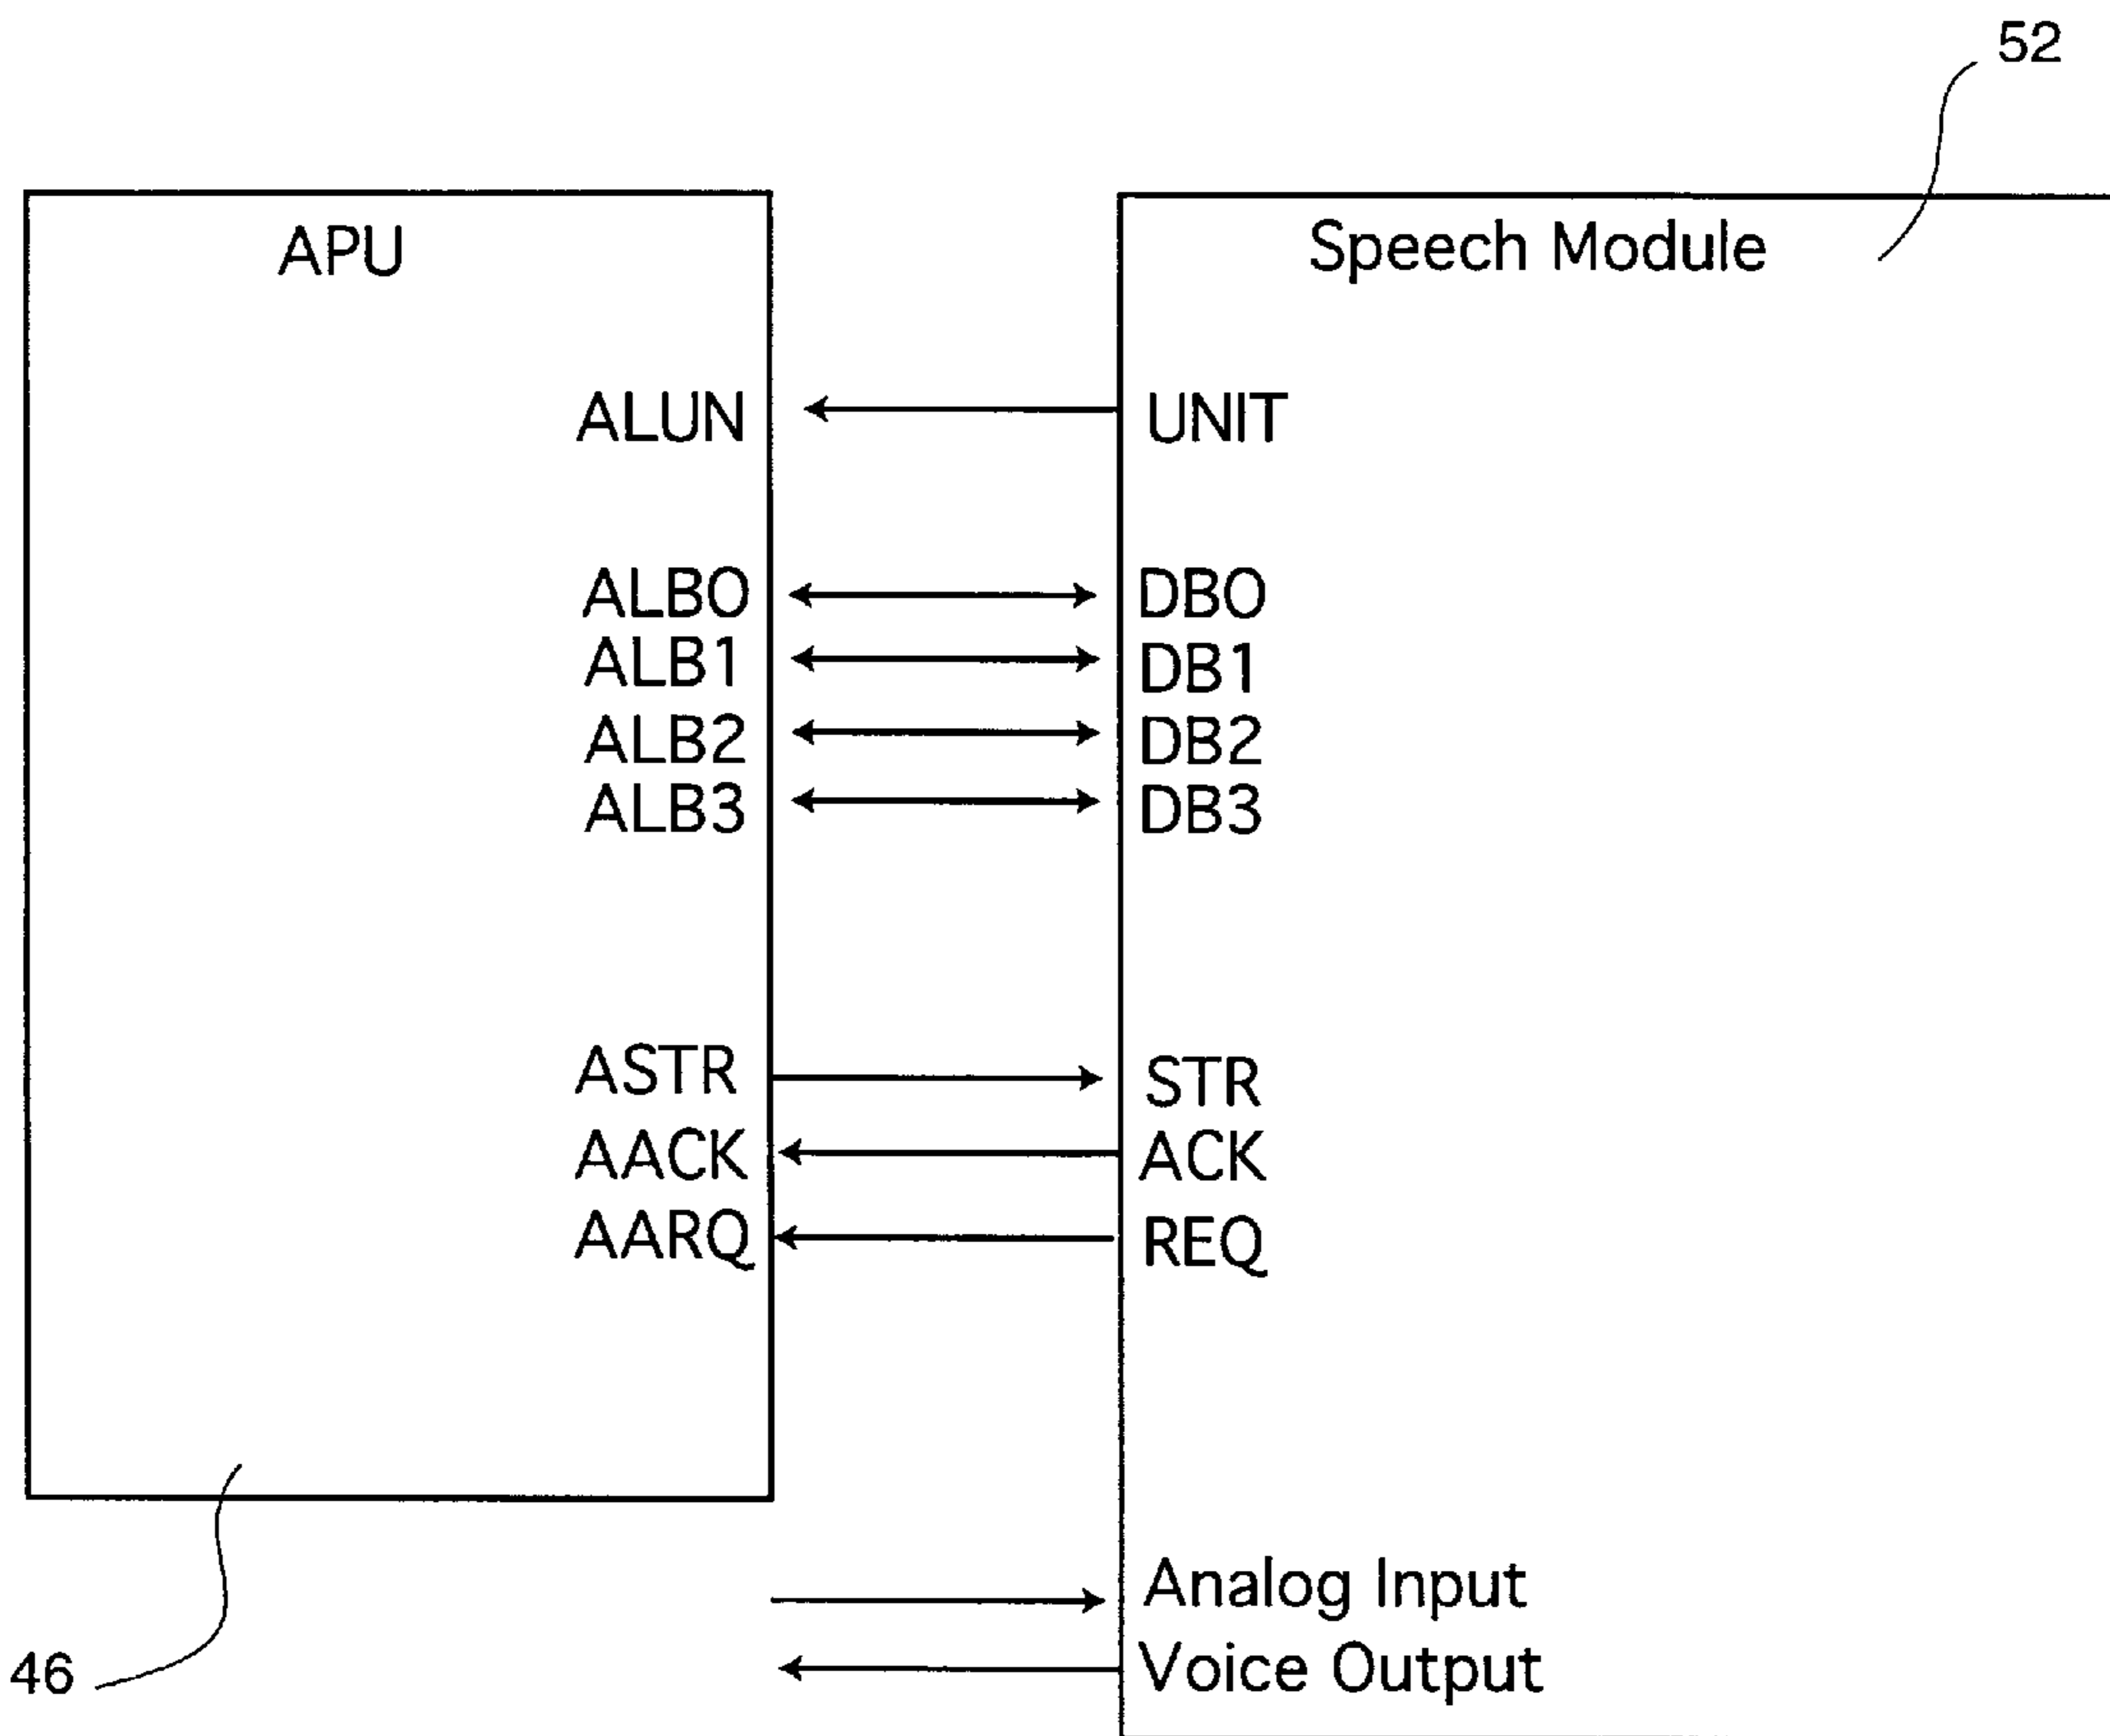 52
APU
Speech Module
ALUN UNIT
ALB0 DB0
ALB1 DB1
ALB2 DB2
ALB3 DB3
ASTR STR
AACK ACK
AARQ REQ
Analog Input
Voice Output
46